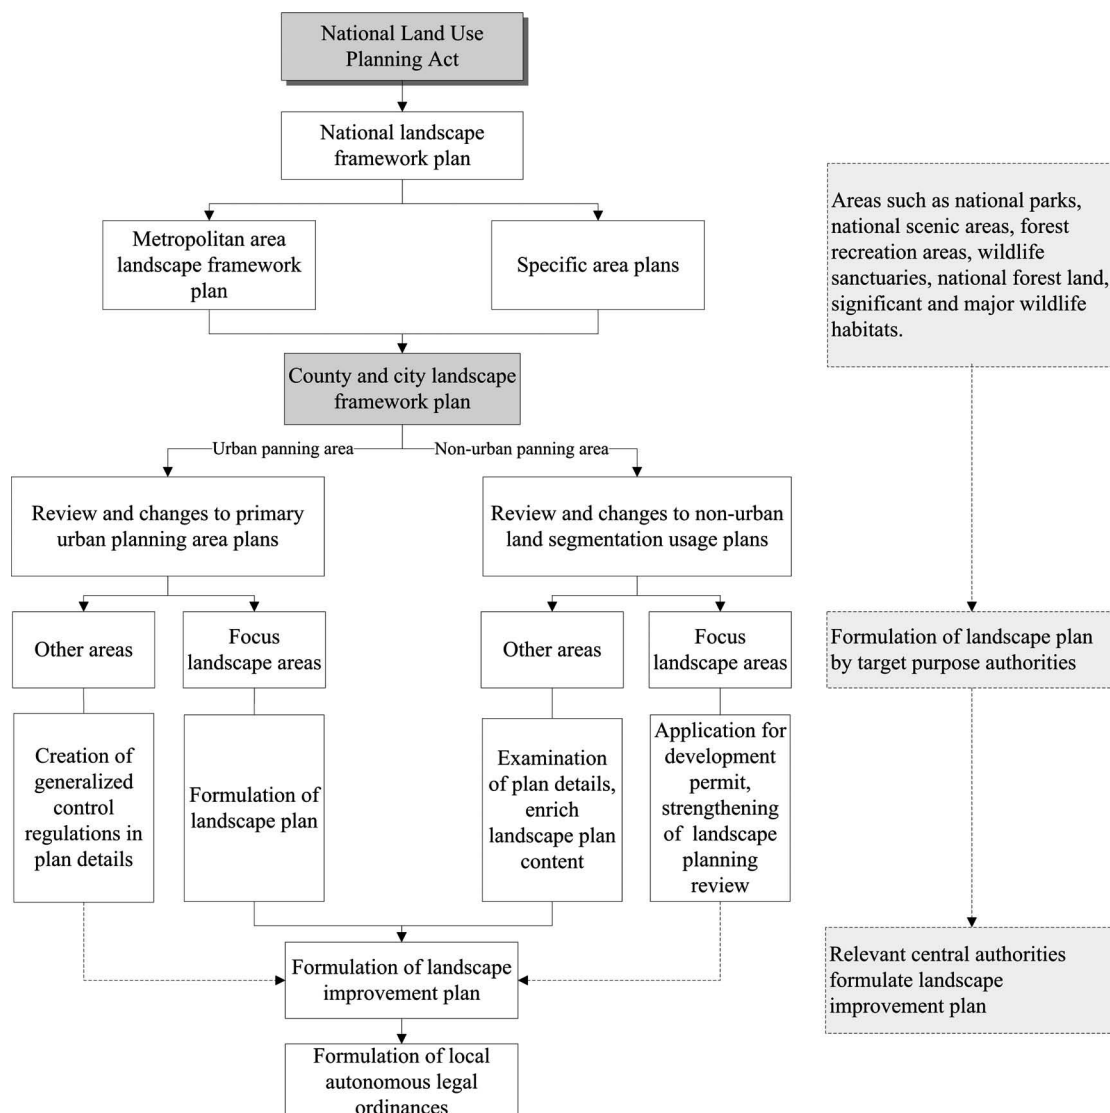 National Land Use
Planning Act
National landscape
framework plan
Metropolitan area
landscape framework
plan
Specific area plans
County and city landscape
framework plan
Urban panning area
Non-urban panning area
Review and changes to primary
urban planning area plans
Review and changes to non-urban
land segmentation usage plans
Other areas
Focus
landscape areas
Other areas
Focus
landscape areas
Creation of
generalized
control
regulations in
plan details
Formulation of
landscape plan
Examination
of plan details,
enrich
landscape plan
content
Application for
development
permit,
strengthening
of landscape
planning
review
Formulation of landscape
improvement plan
Formulation of local
autonomous legal
ordinances
Areas such as national parks,
national scenic areas, forest
recreation areas, wildlife
sanctuaries, national forest land,
significant and major wildlife
habitats.
Formulation of landscape plan
by target purpose authorities
Relevant central authorities
formulate landscape
improvement plan